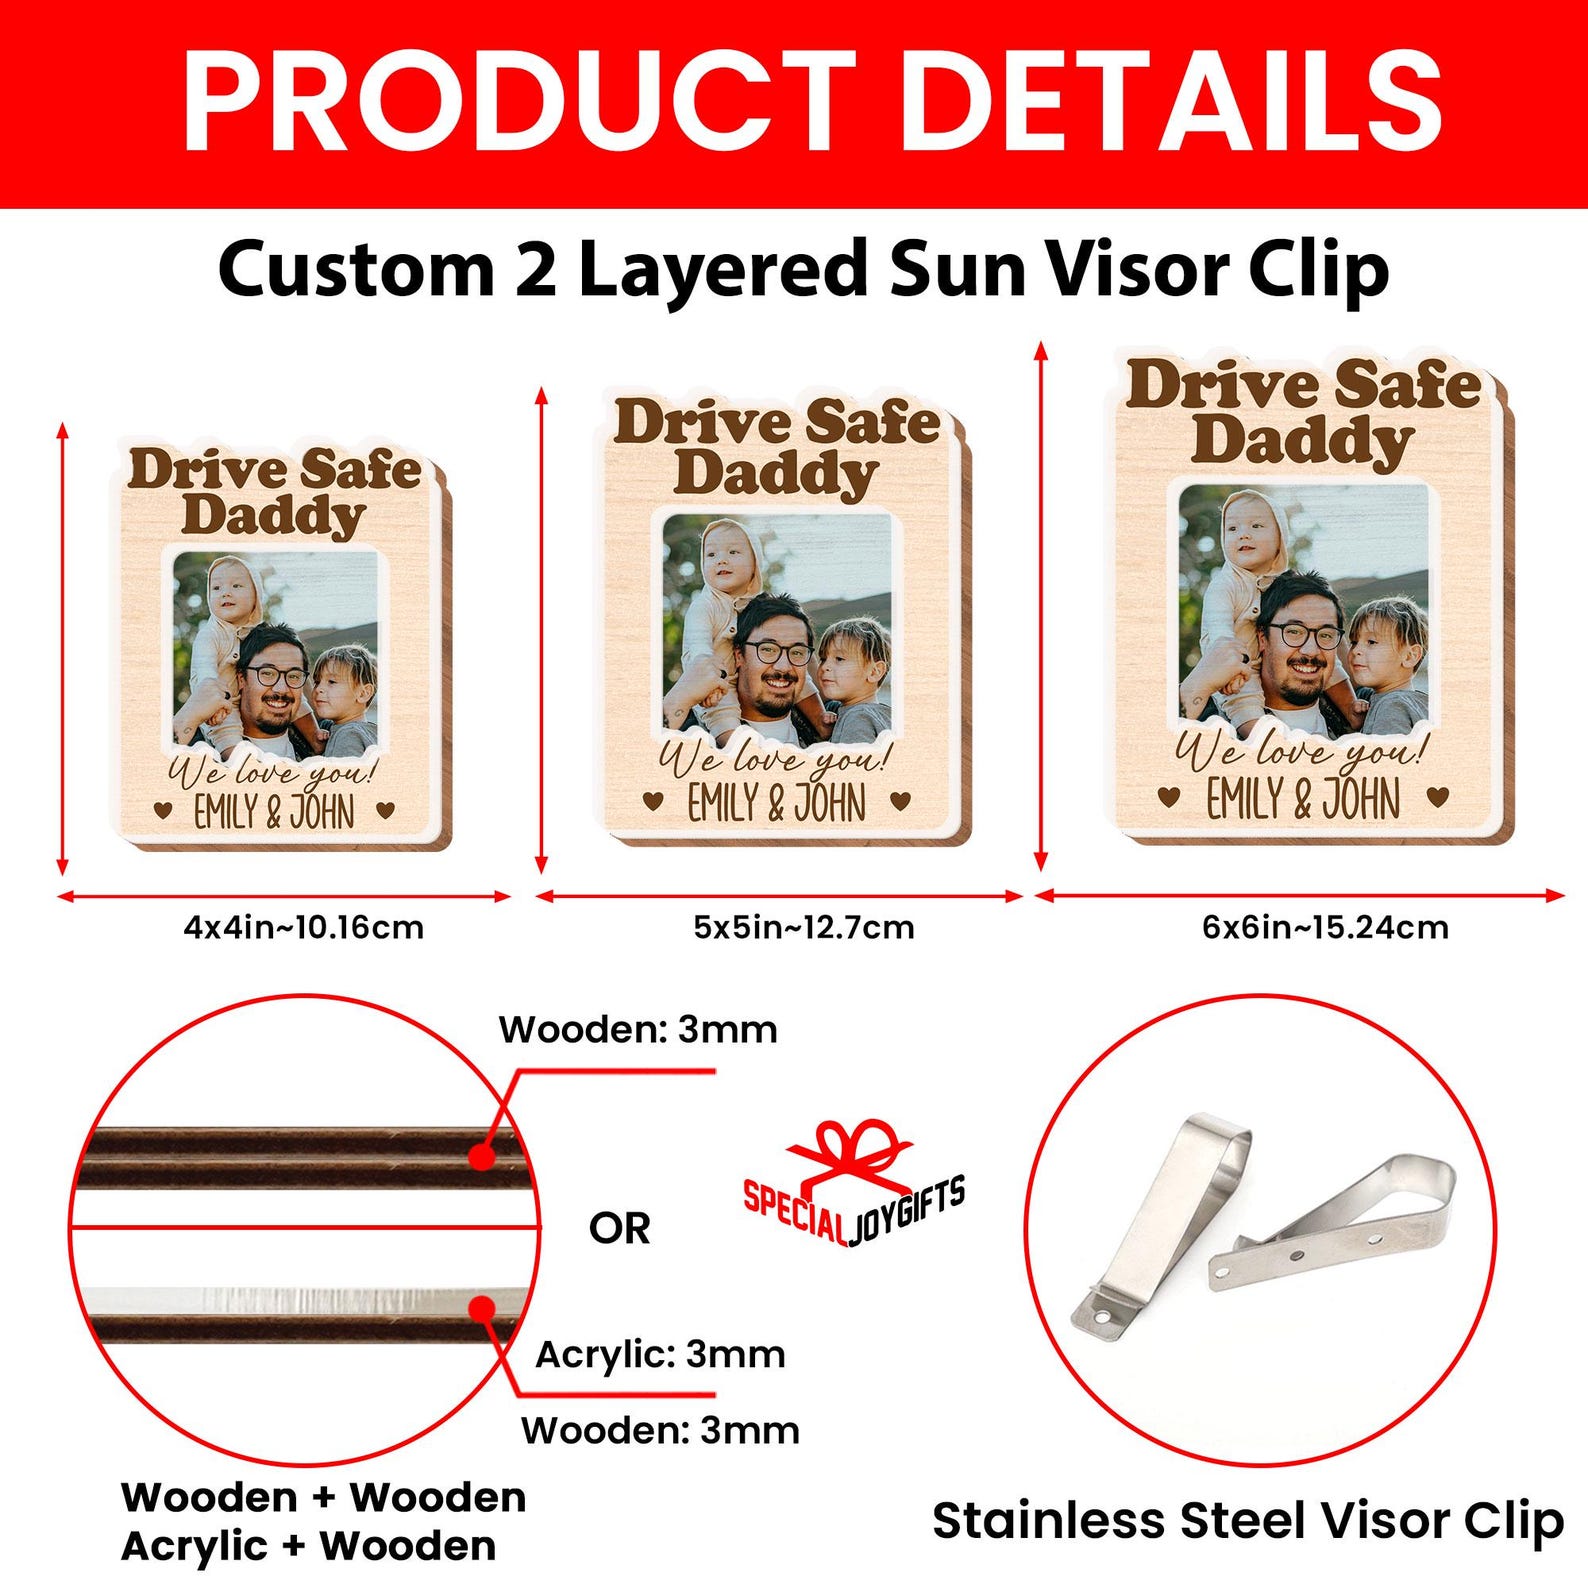 PRODUCT DETAILS
Custom 2 Layered Sun Visor Clip
Drive Safe
Daddy
We love you!
EMILY & JOHN
4x4in~10.16cm
Drive Safe
Daddy
We love you!
EMILY & JOHN
5x5in~12.7cm
Drive Safe
Daddy
We love you!
EMILY & JOHN
6x6in~15.24cm
Wooden: 3mm
OR
Acrylic: 3mm
Wooden: 3mm
Wooden + Wooden
Acrylic + Wooden
SPECIALJOYGIFTS
Stainless Steel Visor Clip